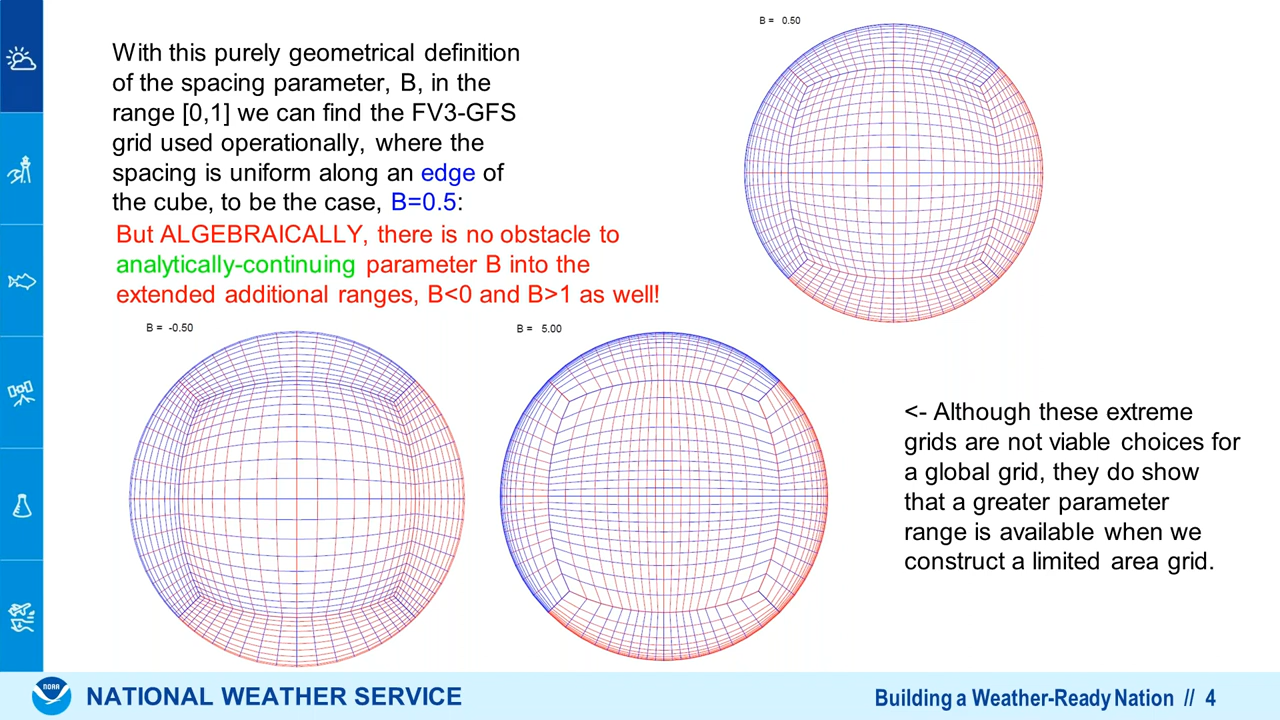 B = 0.50
With this purely geometrical definition
of the spacing parameter, B, in the
range [0,1] we can find the FV3-GFS
grid used operationally, where the
spacing is uniform along an edge of
the cube, to be the case, B=0.5:
But ALGEBRAICALLY, there is no obstacle to
analytically-continuing parameter B into the
extended additional ranges, B<0 and B>1 as well!
B = -0.50
B = 5.00
<- Although these extreme
grids are not viable choices for
a global grid, they do show
that a greater parameter
range is available when we
construct a limited area grid.
NOAA
NATIONAL WEATHER SERVICE
Building a Weather-Ready Nation // 4